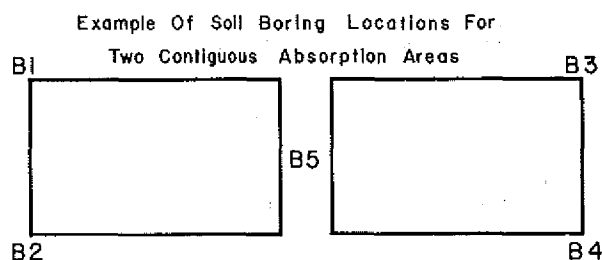 Example Of Soil Boring Locations For
Two Contiguous Absorption Areas
B1
B3
B5
B2
B4